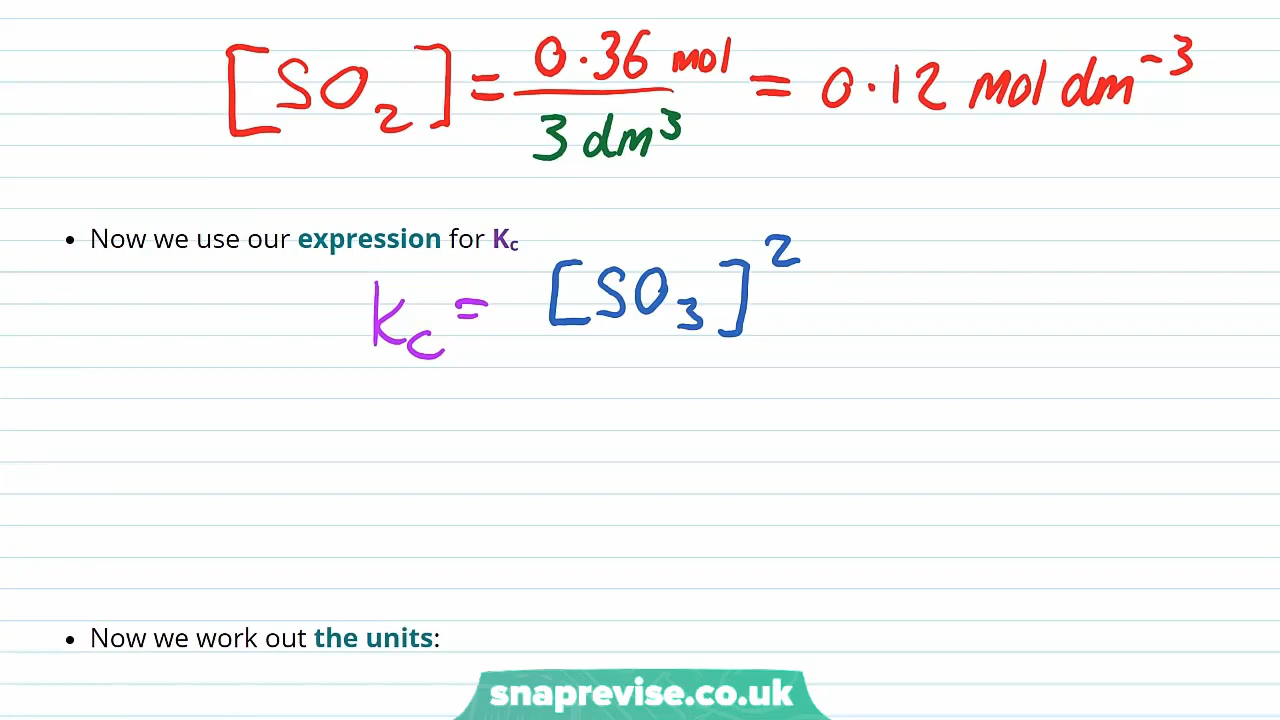 [SO₂] = 0.36 mol / 3 dm³ = 0.12 mol dm⁻³
• Now we use our expression for Kc
Kc = [SO₃]²
• Now we work out the units:
snaprevise.co.uk